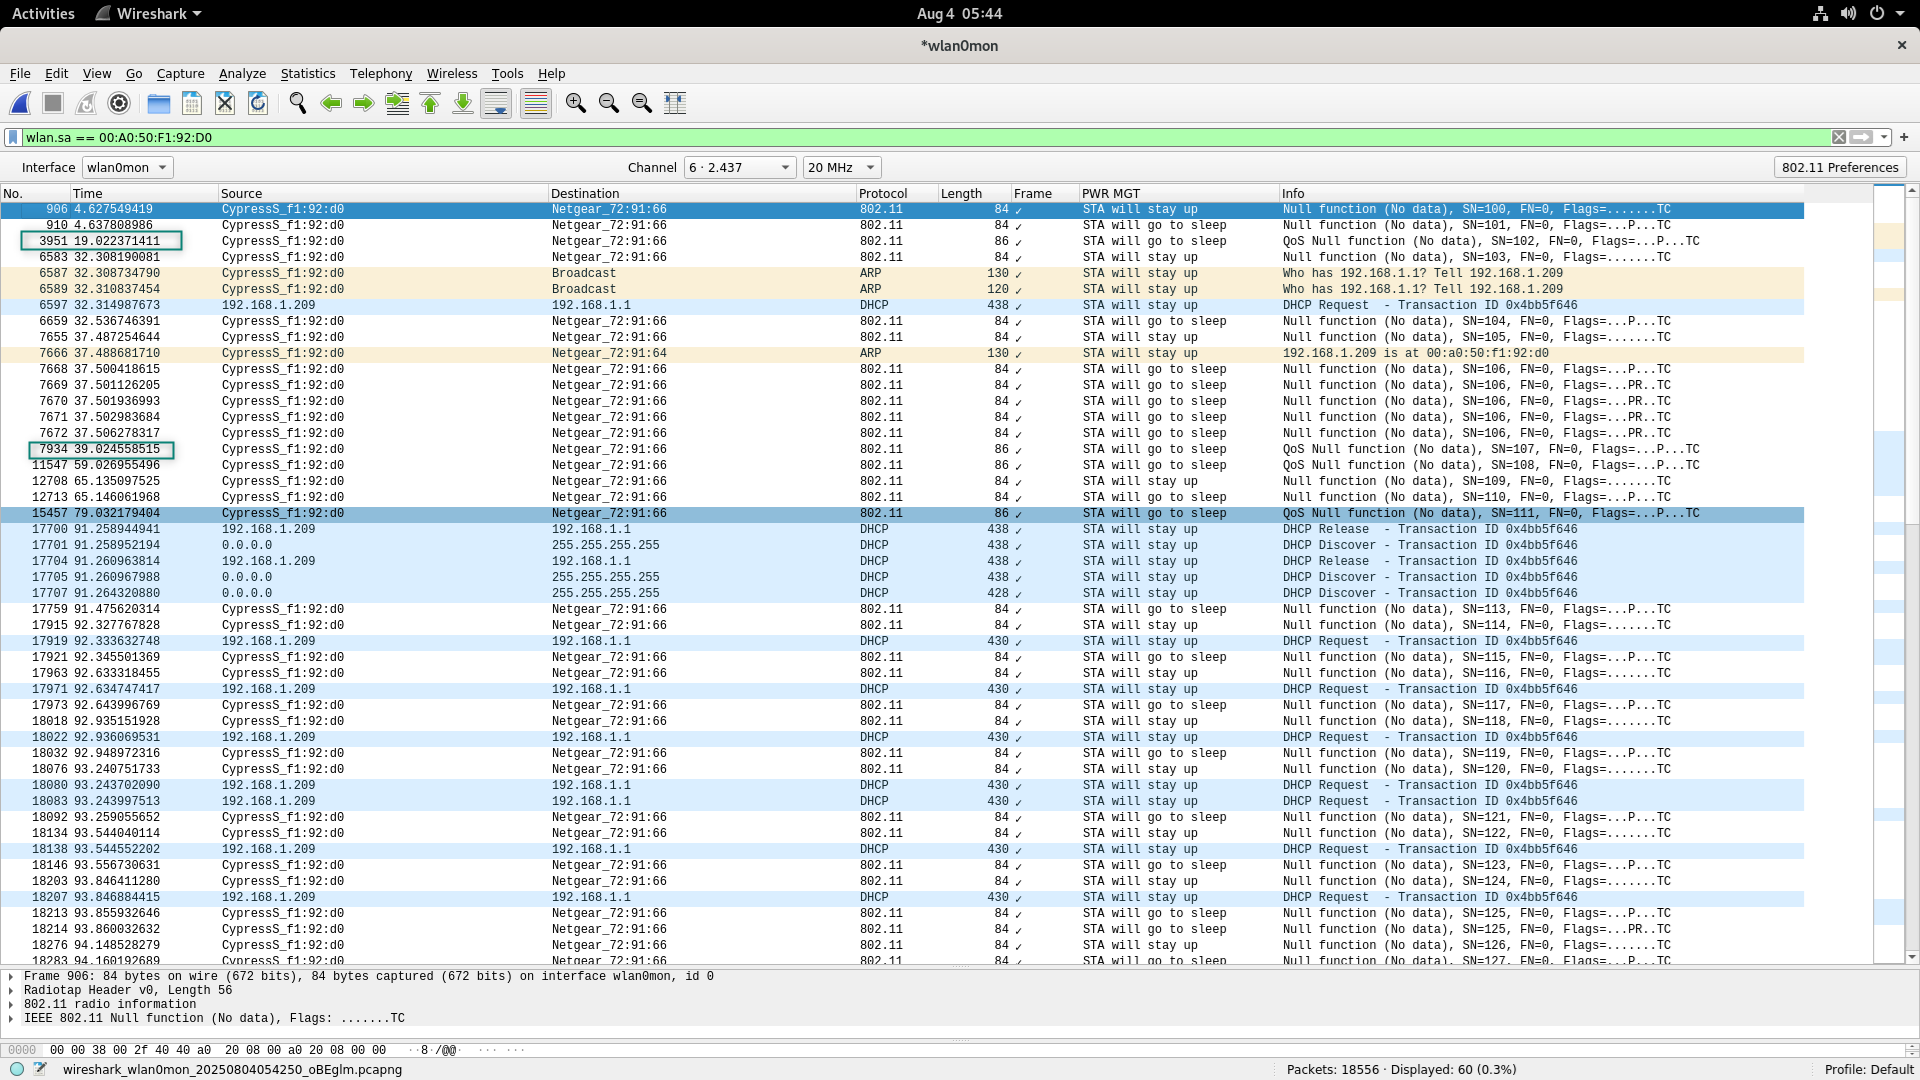 Activities Wireshark Aug 4 05:44
*wlan0mon
File Edit View Go Capture Analyze Statistics Telephony Wireless Tools Help
wlan.sa == 00:A0:50:F1:92:D0
Interface wlan0mon Channel 6 · 2.437 20 MHz 802.11 Preferences
No. Time Source Destination Protocol Length Frame PWR MGT Info
906 4.627549419 CypressS_f1:92:d0 Netgear_72:91:66 802.11 84 ✓ STA will stay up Null function (No data), SN=100, FN=0, Flags=.......TC
910 4.637808986 CypressS_f1:92:d0 Netgear_72:91:66 802.11 84 ✓ STA will go to sleep Null function (No data), SN=101, FN=0, Flags=...P...TC
3951 19.022371411 CypressS_f1:92:d0 Netgear_72:91:66 802.11 86 ✓ STA will go to sleep QoS Null function (No data), SN=102, FN=0, Flags=...P...TC
6583 32.308190081 CypressS_f1:92:d0 Netgear_72:91:66 802.11 84 ✓ STA will stay up Null function (No data), SN=103, FN=0, Flags=.......TC
6587 32.308734790 CypressS_f1:92:d0 Broadcast ARP 130 ✓ STA will stay up Who has 192.168.1.1? Tell 192.168.1.209
6589 32.310837454 CypressS_f1:92:d0 Broadcast ARP 120 ✓ STA will stay up Who has 192.168.1.1? Tell 192.168.1.209
6597 32.314987673 192.168.1.209 192.168.1.1 DHCP 438 ✓ STA will stay up DHCP Request - Transaction ID 0x4bb5f646
6659 32.536746391 CypressS_f1:92:d0 Netgear_72:91:66 802.11 84 ✓ STA will go to sleep Null function (No data), SN=104, FN=0, Flags=...P...TC
7655 37.487254644 CypressS_f1:92:d0 Netgear_72:91:66 802.11 84 ✓ STA will stay up Null function (No data), SN=105, FN=0, Flags=.......TC
7666 37.488681710 CypressS_f1:92:d0 Netgear_72:91:64 ARP 130 ✓ STA will stay up 192.168.1.209 is at 00:a0:50:f1:92:d0
7668 37.500418615 CypressS_f1:92:d0 Netgear_72:91:66 802.11 84 ✓ STA will go to sleep Null function (No data), SN=106, FN=0, Flags=...P...TC
7669 37.501126205 CypressS_f1:92:d0 Netgear_72:91:66 802.11 84 ✓ STA will go to sleep Null function (No data), SN=106, FN=0, Flags=...PR..TC
7670 37.501936993 CypressS_f1:92:d0 Netgear_72:91:66 802.11 84 ✓ STA will go to sleep Null function (No data), SN=106, FN=0, Flags=...PR..TC
7671 37.502983684 CypressS_f1:92:d0 Netgear_72:91:66 802.11 84 ✓ STA will go to sleep Null function (No data), SN=106, FN=0, Flags=...PR..TC
7672 37.506278317 CypressS_f1:92:d0 Netgear_72:91:66 802.11 84 ✓ STA will go to sleep Null function (No data), SN=106, FN=0, Flags=...PR..TC
7934 39.024558515 CypressS_f1:92:d0 Netgear_72:91:66 802.11 86 ✓ STA will go to sleep QoS Null function (No data), SN=107, FN=0, Flags=...P...TC
11547 59.026955496 CypressS_f1:92:d0 Netgear_72:91:66 802.11 86 ✓ STA will go to sleep QoS Null function (No data), SN=108, FN=0, Flags=...P...TC
12708 65.135097525 CypressS_f1:92:d0 Netgear_72:91:66 802.11 84 ✓ STA will stay up Null function (No data), SN=109, FN=0, Flags=.......TC
12713 65.146061968 CypressS_f1:92:d0 Netgear_72:91:66 802.11 84 ✓ STA will go to sleep Null function (No data), SN=110, FN=0, Flags=...P...TC
15457 79.032179404 CypressS_f1:92:d0 Netgear_72:91:66 802.11 86 ✓ STA will go to sleep QoS Null function (No data), SN=111, FN=0, Flags=...P...TC
17700 91.258944941 192.168.1.209 192.168.1.1 DHCP 438 ✓ STA will stay up DHCP Release - Transaction ID 0x4bb5f646
17701 91.258952194 0.0.0.0 255.255.255.255 DHCP 438 ✓ STA will stay up DHCP Discover - Transaction ID 0x4bb5f646
17704 91.260963814 192.168.1.209 192.168.1.1 DHCP 438 ✓ STA will stay up DHCP Release - Transaction ID 0x4bb5f646
17705 91.260967988 0.0.0.0 255.255.255.255 DHCP 438 ✓ STA will stay up DHCP Discover - Transaction ID 0x4bb5f646
17707 91.264320880 0.0.0.0 255.255.255.255 DHCP 428 ✓ STA will stay up DHCP Discover - Transaction ID 0x4bb5f646
17759 91.475620314 CypressS_f1:92:d0 Netgear_72:91:66 802.11 84 ✓ STA will go to sleep Null function (No data), SN=113, FN=0, Flags=...P...TC
17915 92.327767828 CypressS_f1:92:d0 Netgear_72:91:66 802.11 84 ✓ STA will stay up Null function (No data), SN=114, FN=0, Flags=.......TC
17919 92.333632748 192.168.1.209 192.168.1.1 DHCP 430 ✓ STA will stay up DHCP Request - Transaction ID 0x4bb5f646
17921 92.345501369 CypressS_f1:92:d0 Netgear_72:91:66 802.11 84 ✓ STA will go to sleep Null function (No data), SN=115, FN=0, Flags=...P...TC
17963 92.633318455 CypressS_f1:92:d0 Netgear_72:91:66 802.11 84 ✓ STA will stay up Null function (No data), SN=116, FN=0, Flags=.......TC
17971 92.634747417 192.168.1.209 192.168.1.1 DHCP 430 ✓ STA will stay up DHCP Request - Transaction ID 0x4bb5f646
17973 92.643996769 CypressS_f1:92:d0 Netgear_72:91:66 802.11 84 ✓ STA will go to sleep Null function (No data), SN=117, FN=0, Flags=...P...TC
18018 92.935151928 CypressS_f1:92:d0 Netgear_72:91:66 802.11 84 ✓ STA will stay up Null function (No data), SN=118, FN=0, Flags=.......TC
18022 92.936069531 192.168.1.209 192.168.1.1 DHCP 430 ✓ STA will stay up DHCP Request - Transaction ID 0x4bb5f646
18032 92.948972316 CypressS_f1:92:d0 Netgear_72:91:66 802.11 84 ✓ STA will go to sleep Null function (No data), SN=119, FN=0, Flags=...P...TC
18076 93.240751733 CypressS_f1:92:d0 Netgear_72:91:66 802.11 84 ✓ STA will stay up Null function (No data), SN=120, FN=0, Flags=.......TC
18080 93.243702090 192.168.1.209 192.168.1.1 DHCP 430 ✓ STA will stay up DHCP Request - Transaction ID 0x4bb5f646
18083 93.243997513 192.168.1.209 192.168.1.1 DHCP 430 ✓ STA will stay up DHCP Request - Transaction ID 0x4bb5f646
18092 93.259055652 CypressS_f1:92:d0 Netgear_72:91:66 802.11 84 ✓ STA will go to sleep Null function (No data), SN=121, FN=0, Flags=...P...TC
18134 93.544040114 CypressS_f1:92:d0 Netgear_72:91:66 802.11 84 ✓ STA will stay up Null function (No data), SN=122, FN=0, Flags=.......TC
18138 93.544552202 192.168.1.209 192.168.1.1 DHCP 430 ✓ STA will stay up DHCP Request - Transaction ID 0x4bb5f646
18146 93.556730631 CypressS_f1:92:d0 Netgear_72:91:66 802.11 84 ✓ STA will go to sleep Null function (No data), SN=123, FN=0, Flags=...P...TC
18203 93.846411280 CypressS_f1:92:d0 Netgear_72:91:66 802.11 84 ✓ STA will stay up Null function (No data), SN=124, FN=0, Flags=.......TC
18207 93.846884415 192.168.1.209 192.168.1.1 DHCP 430 ✓ STA will stay up DHCP Request - Transaction ID 0x4bb5f646
18213 93.855932646 CypressS_f1:92:d0 Netgear_72:91:66 802.11 84 ✓ STA will go to sleep Null function (No data), SN=125, FN=0, Flags=...P...TC
18214 93.860032632 CypressS_f1:92:d0 Netgear_72:91:66 802.11 84 ✓ STA will go to sleep Null function (No data), SN=125, FN=0, Flags=...PR..TC
18276 94.148528279 CypressS_f1:92:d0 Netgear_72:91:66 802.11 84 ✓ STA will stay up Null function (No data), SN=126, FN=0, Flags=.......TC
18283 94.160192689 CypressS_f1:92:d0 Netgear_72:91:66 802.11 84 ✓ STA will go to sleep Null function (No data), SN=127, FN=0, Flags=...P...TC
Frame 906: 84 bytes on wire (672 bits), 84 bytes captured (672 bits) on interface wlan0mon, id 0
Radiotap Header v0, Length 56
802.11 radio information
IEEE 802.11 Null function (No data), Flags: .......TC
0000 00 00 38 00 2f 40 40 a0 20 08 00 a0 20 08 00 00 ··8·/@@· ··· ···
wireshark_wlan0mon_20250804054250_oBEglm.pcapng Packets: 18556 · Displayed: 60 (0.3%) Profile: Default